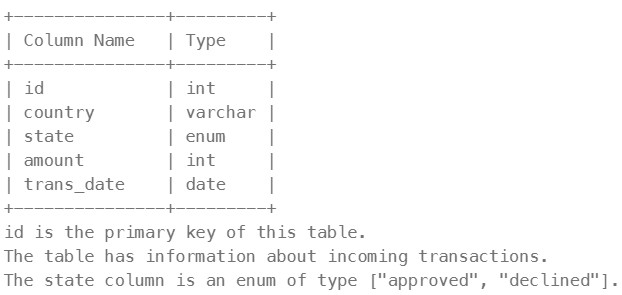 +---------------+---------+
| Column Name   | Type    |
+---------------+---------+
| id            | int     |
| country       | varchar |
| state         | enum    |
| amount        | int     |
| trans_date    | date    |
+---------------+---------+
id is the primary key of this table.
The table has information about incoming transactions.
The state column is an enum of type ["approved", "declined"].